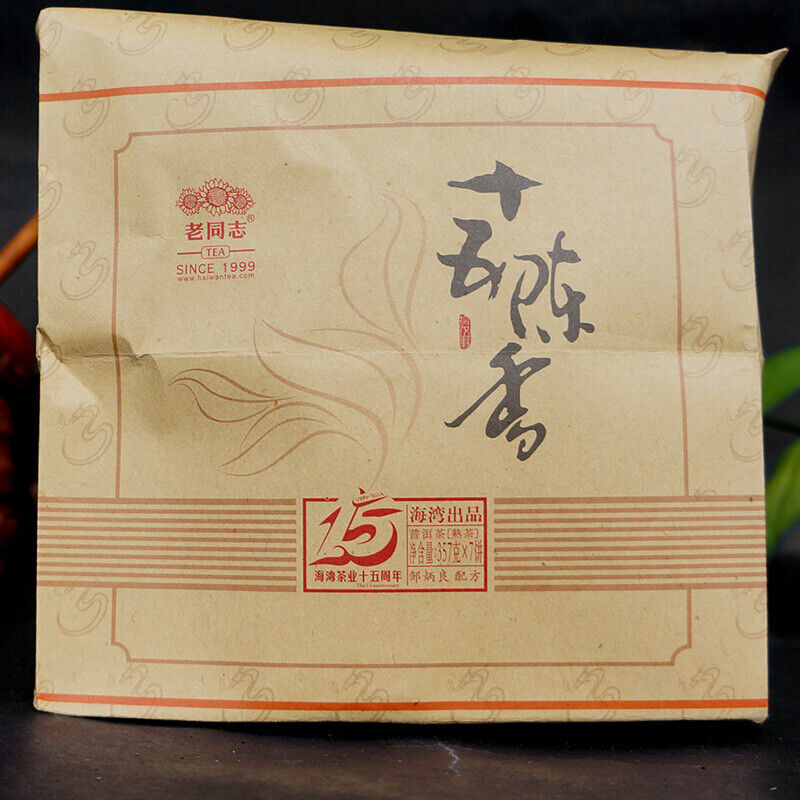 老同志®
TEA
SINCE 1999
www.haiwantea.com
十五陈香
15
海湾茶业十五周年
海湾出品
普洱茶[熟茶]
净含量:357克×7饼
邹炳良 配方